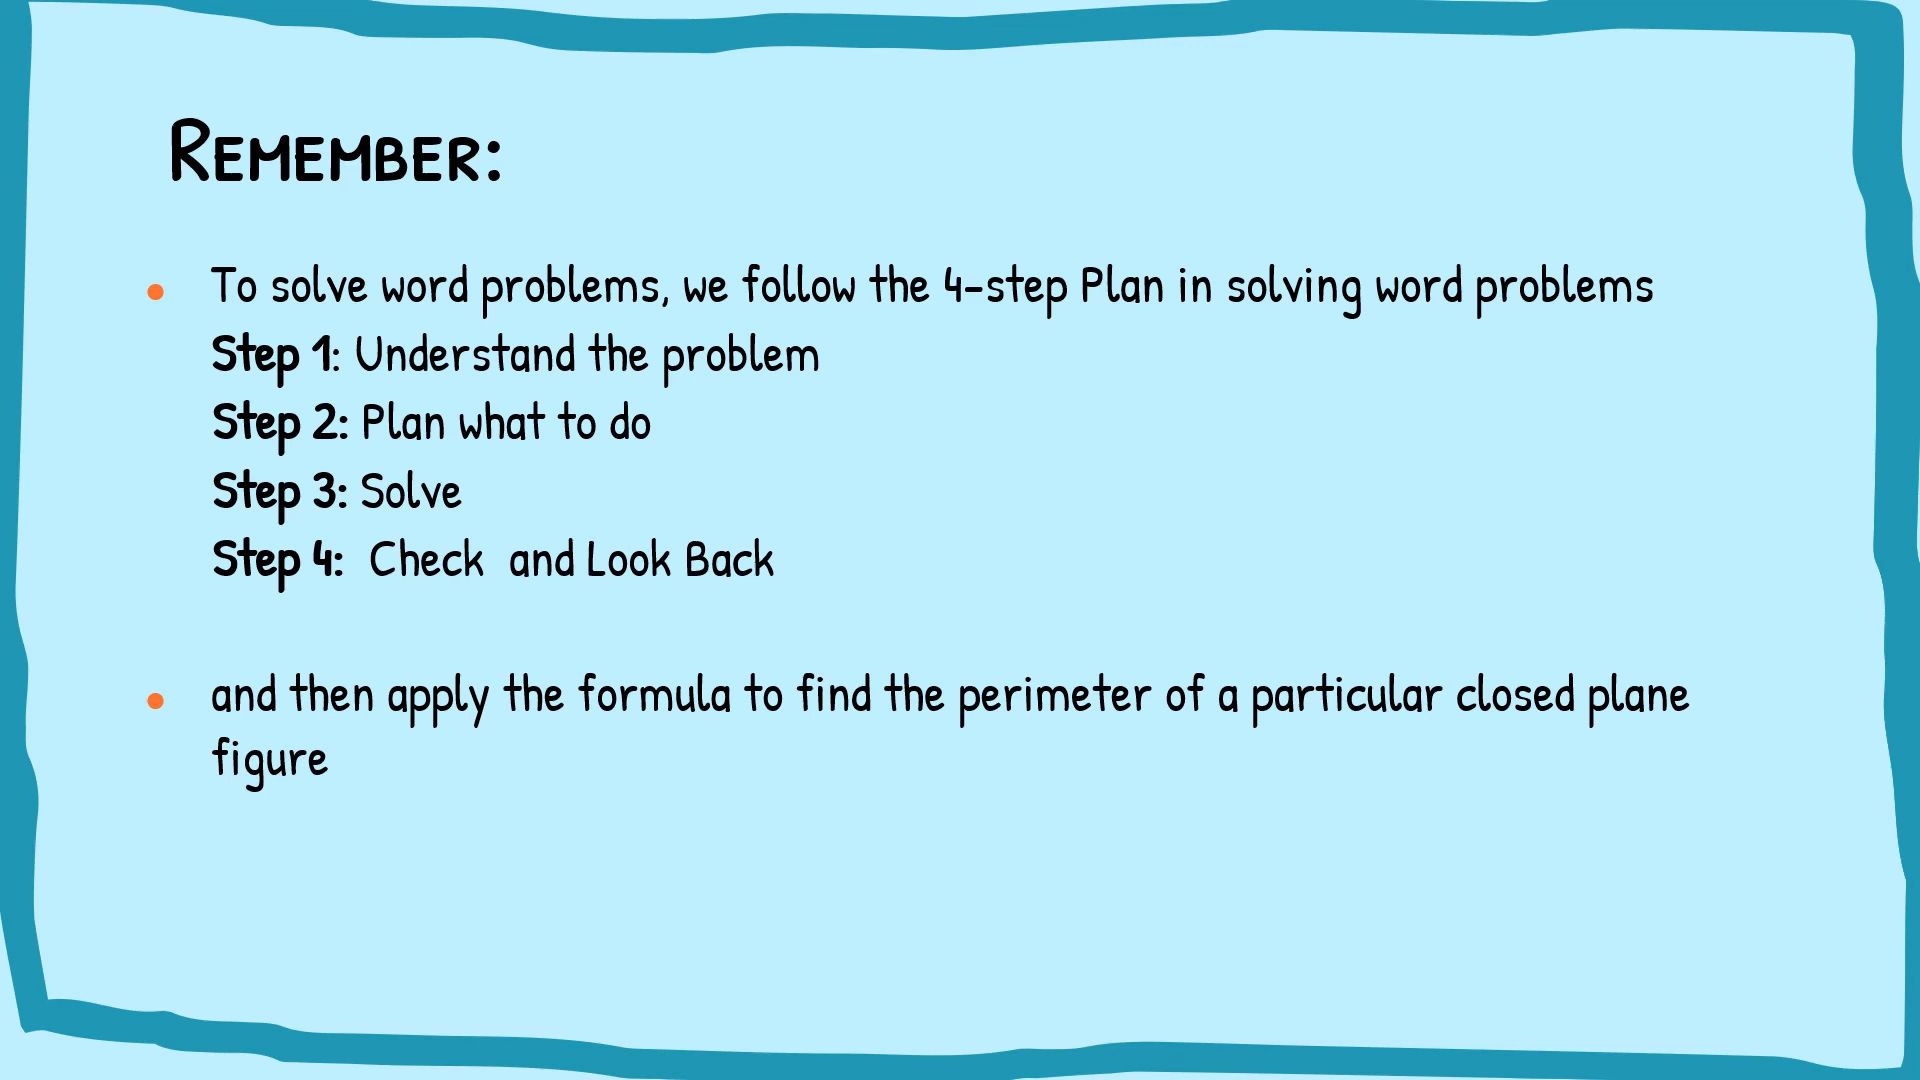 Remember:
To solve word problems, we follow the 4-step Plan in solving word problems
Step 1: Understand the problem
Step 2: Plan what to do
Step 3: Solve
Step 4:  Check  and Look Back
and then apply the formula to find the perimeter of a particular closed plane
figure